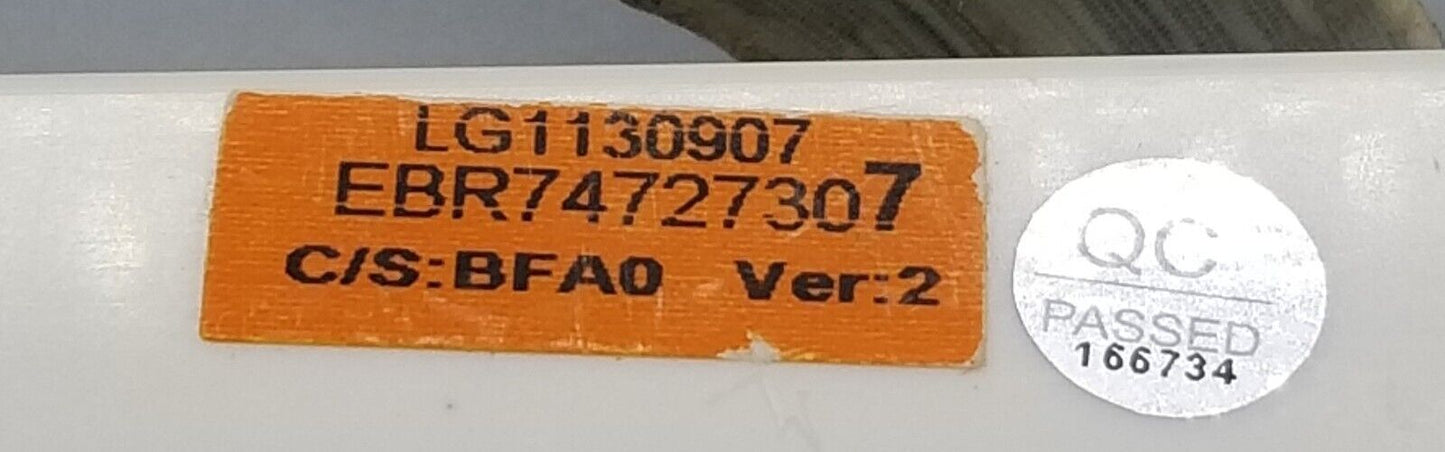 LG1130907
EBR74727307
C/S:BFA0 Ver:2
QC
PASSED
166734